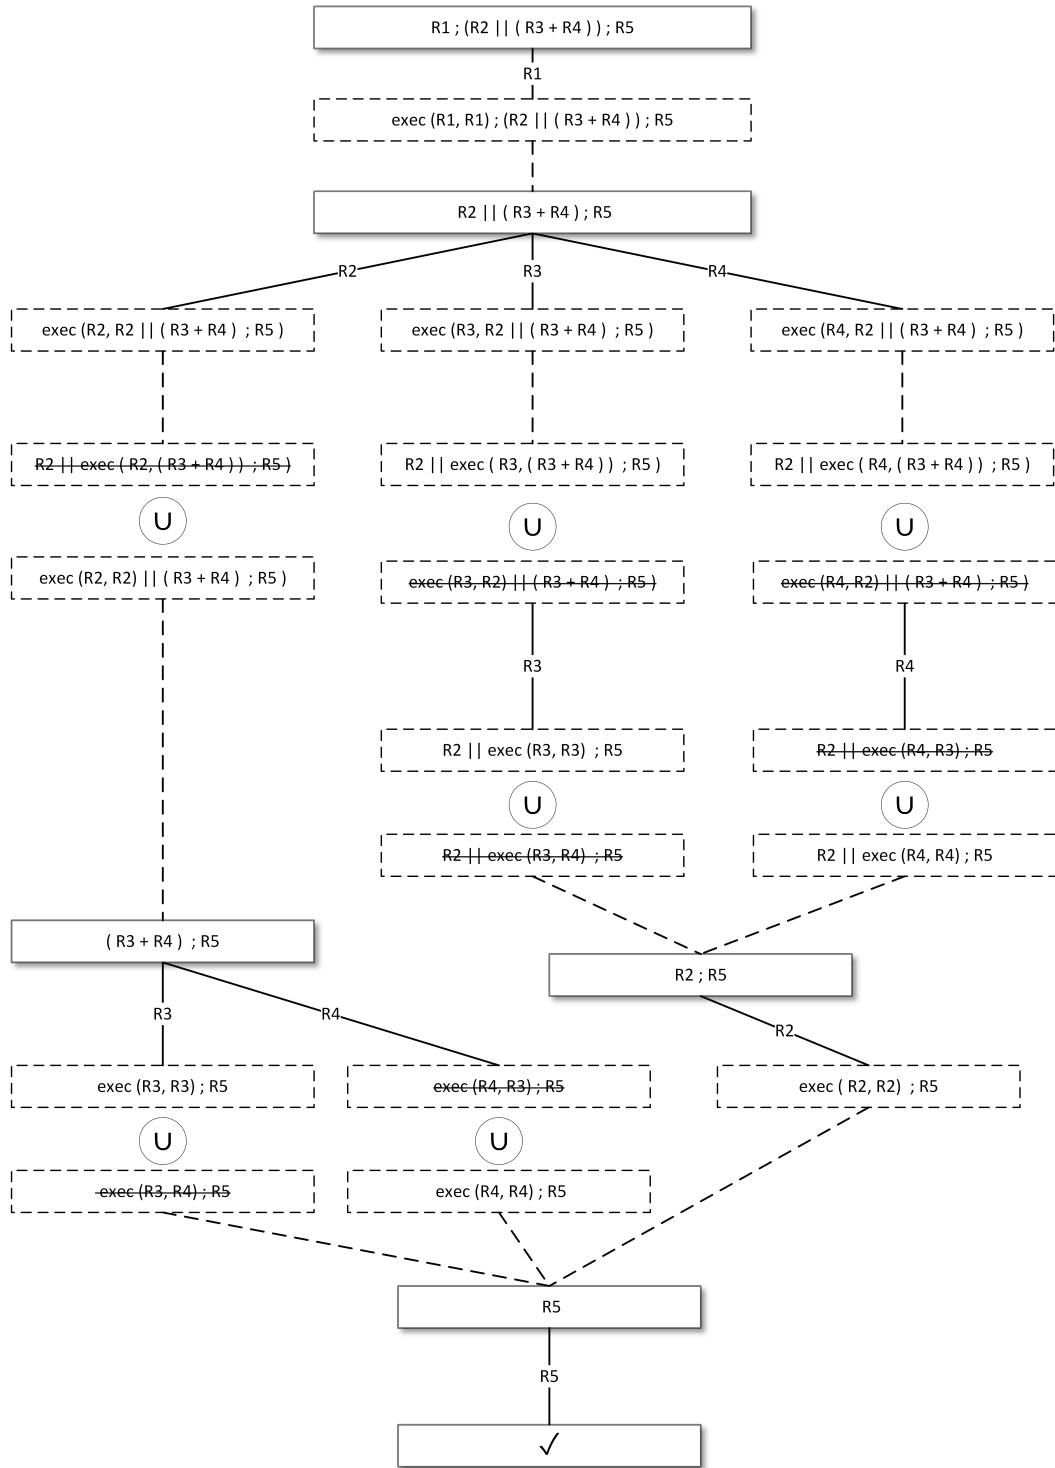 R1 ; (R2 || ( R3 + R4 ) ) ; R5
R1
exec (R1, R1) ; (R2 || ( R3 + R4 ) ) ; R5
R2 || ( R3 + R4 ) ; R5
R2
R3
R4
exec (R2, R2 || ( R3 + R4 ) ; R5 )
exec (R3, R2 || ( R3 + R4 ) ; R5 )
exec (R4, R2 || ( R3 + R4 ) ; R5 )
R2 || exec ( R2, ( R3 + R4 ) ) ; R5 )
R2 || exec ( R3, ( R3 + R4 ) ) ; R5 )
R2 || exec ( R4, ( R3 + R4 ) ) ; R5 )
∪
∪
∪
exec (R2, R2) || ( R3 + R4 ) ; R5 )
exec (R3, R2) || ( R3 + R4 ) ; R5 )
exec (R4, R2) || ( R3 + R4 ) ; R5 )
R3
R4
R2 || exec (R3, R3) ; R5
R2 || exec (R4, R3) ; R5
∪
∪
R2 || exec (R3, R4) ; R5
R2 || exec (R4, R4) ; R5
( R3 + R4 ) ; R5
R2 ; R5
R3
R4
R2
exec (R3, R3) ; R5
exec (R4, R3) ; R5
exec ( R2, R2) ; R5
∪
∪
exec (R3, R4) ; R5
exec (R4, R4) ; R5
R5
R5
✓